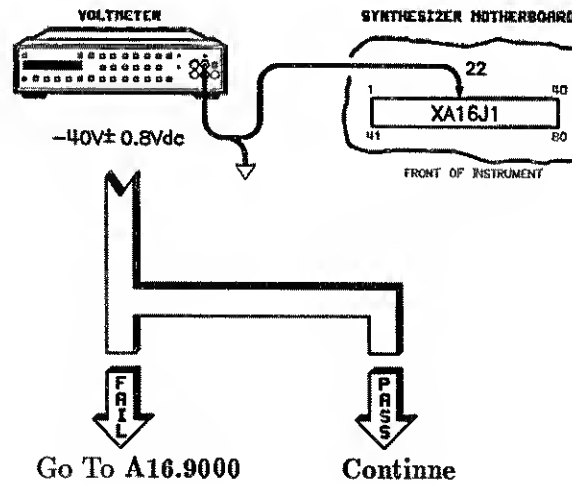 VOLTMETER
SYNTHESIZER MOTHERBOARD
22
1 40
XA16J1
41 80
-40V± 0.8Vdc
FRONT OF INSTRUMENT
FAIL
PASS
Go To A16.9000
Continne